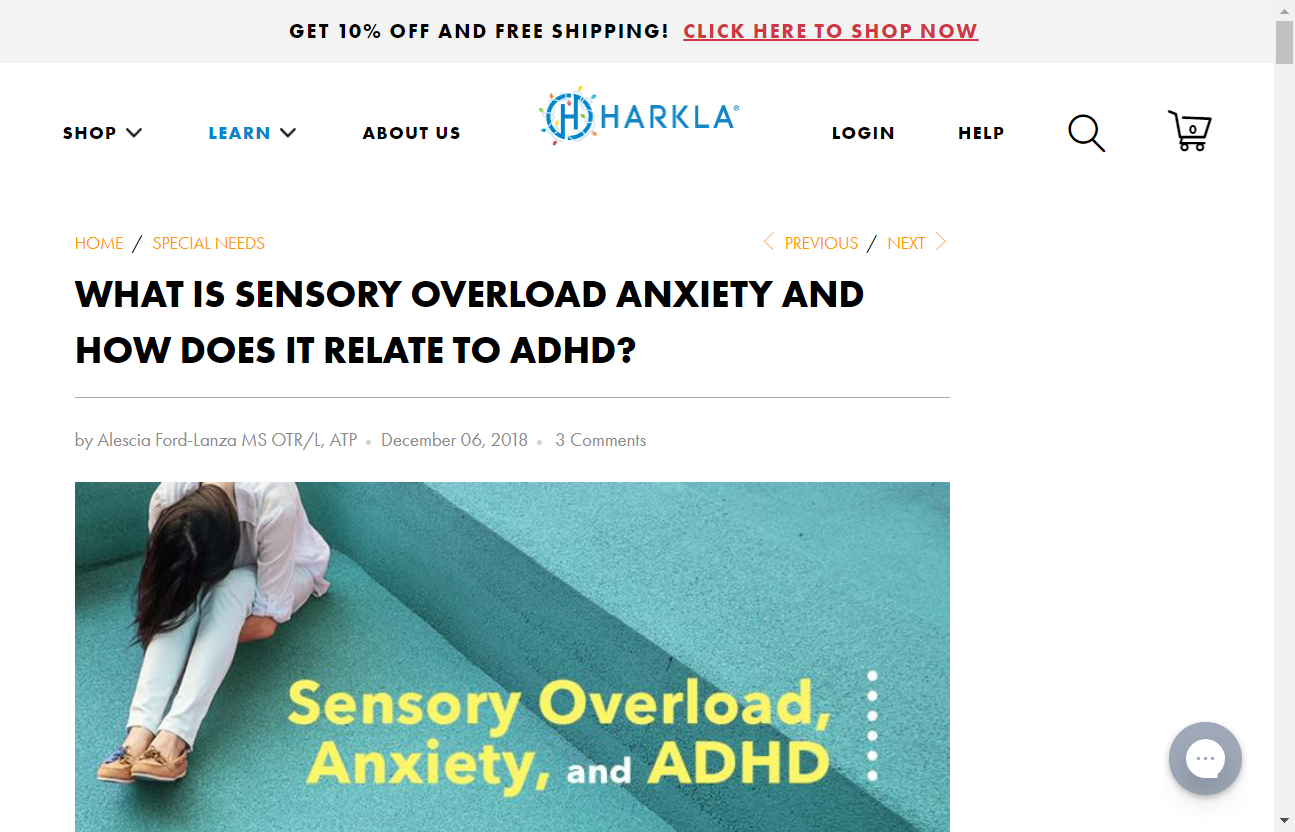 GET 10% OFF AND FREE SHIPPING! CLICK HERE TO SHOP NOW
SHOP LEARN ABOUT US HARKLA® LOGIN HELP 0
HOME / SPECIAL NEEDS PREVIOUS / NEXT
WHAT IS SENSORY OVERLOAD ANXIETY AND
HOW DOES IT RELATE TO ADHD?
by Alescia Ford-Lanza MS OTR/L, ATP • December 06, 2018 • 3 Comments
Sensory Overload,
Anxiety, and ADHD